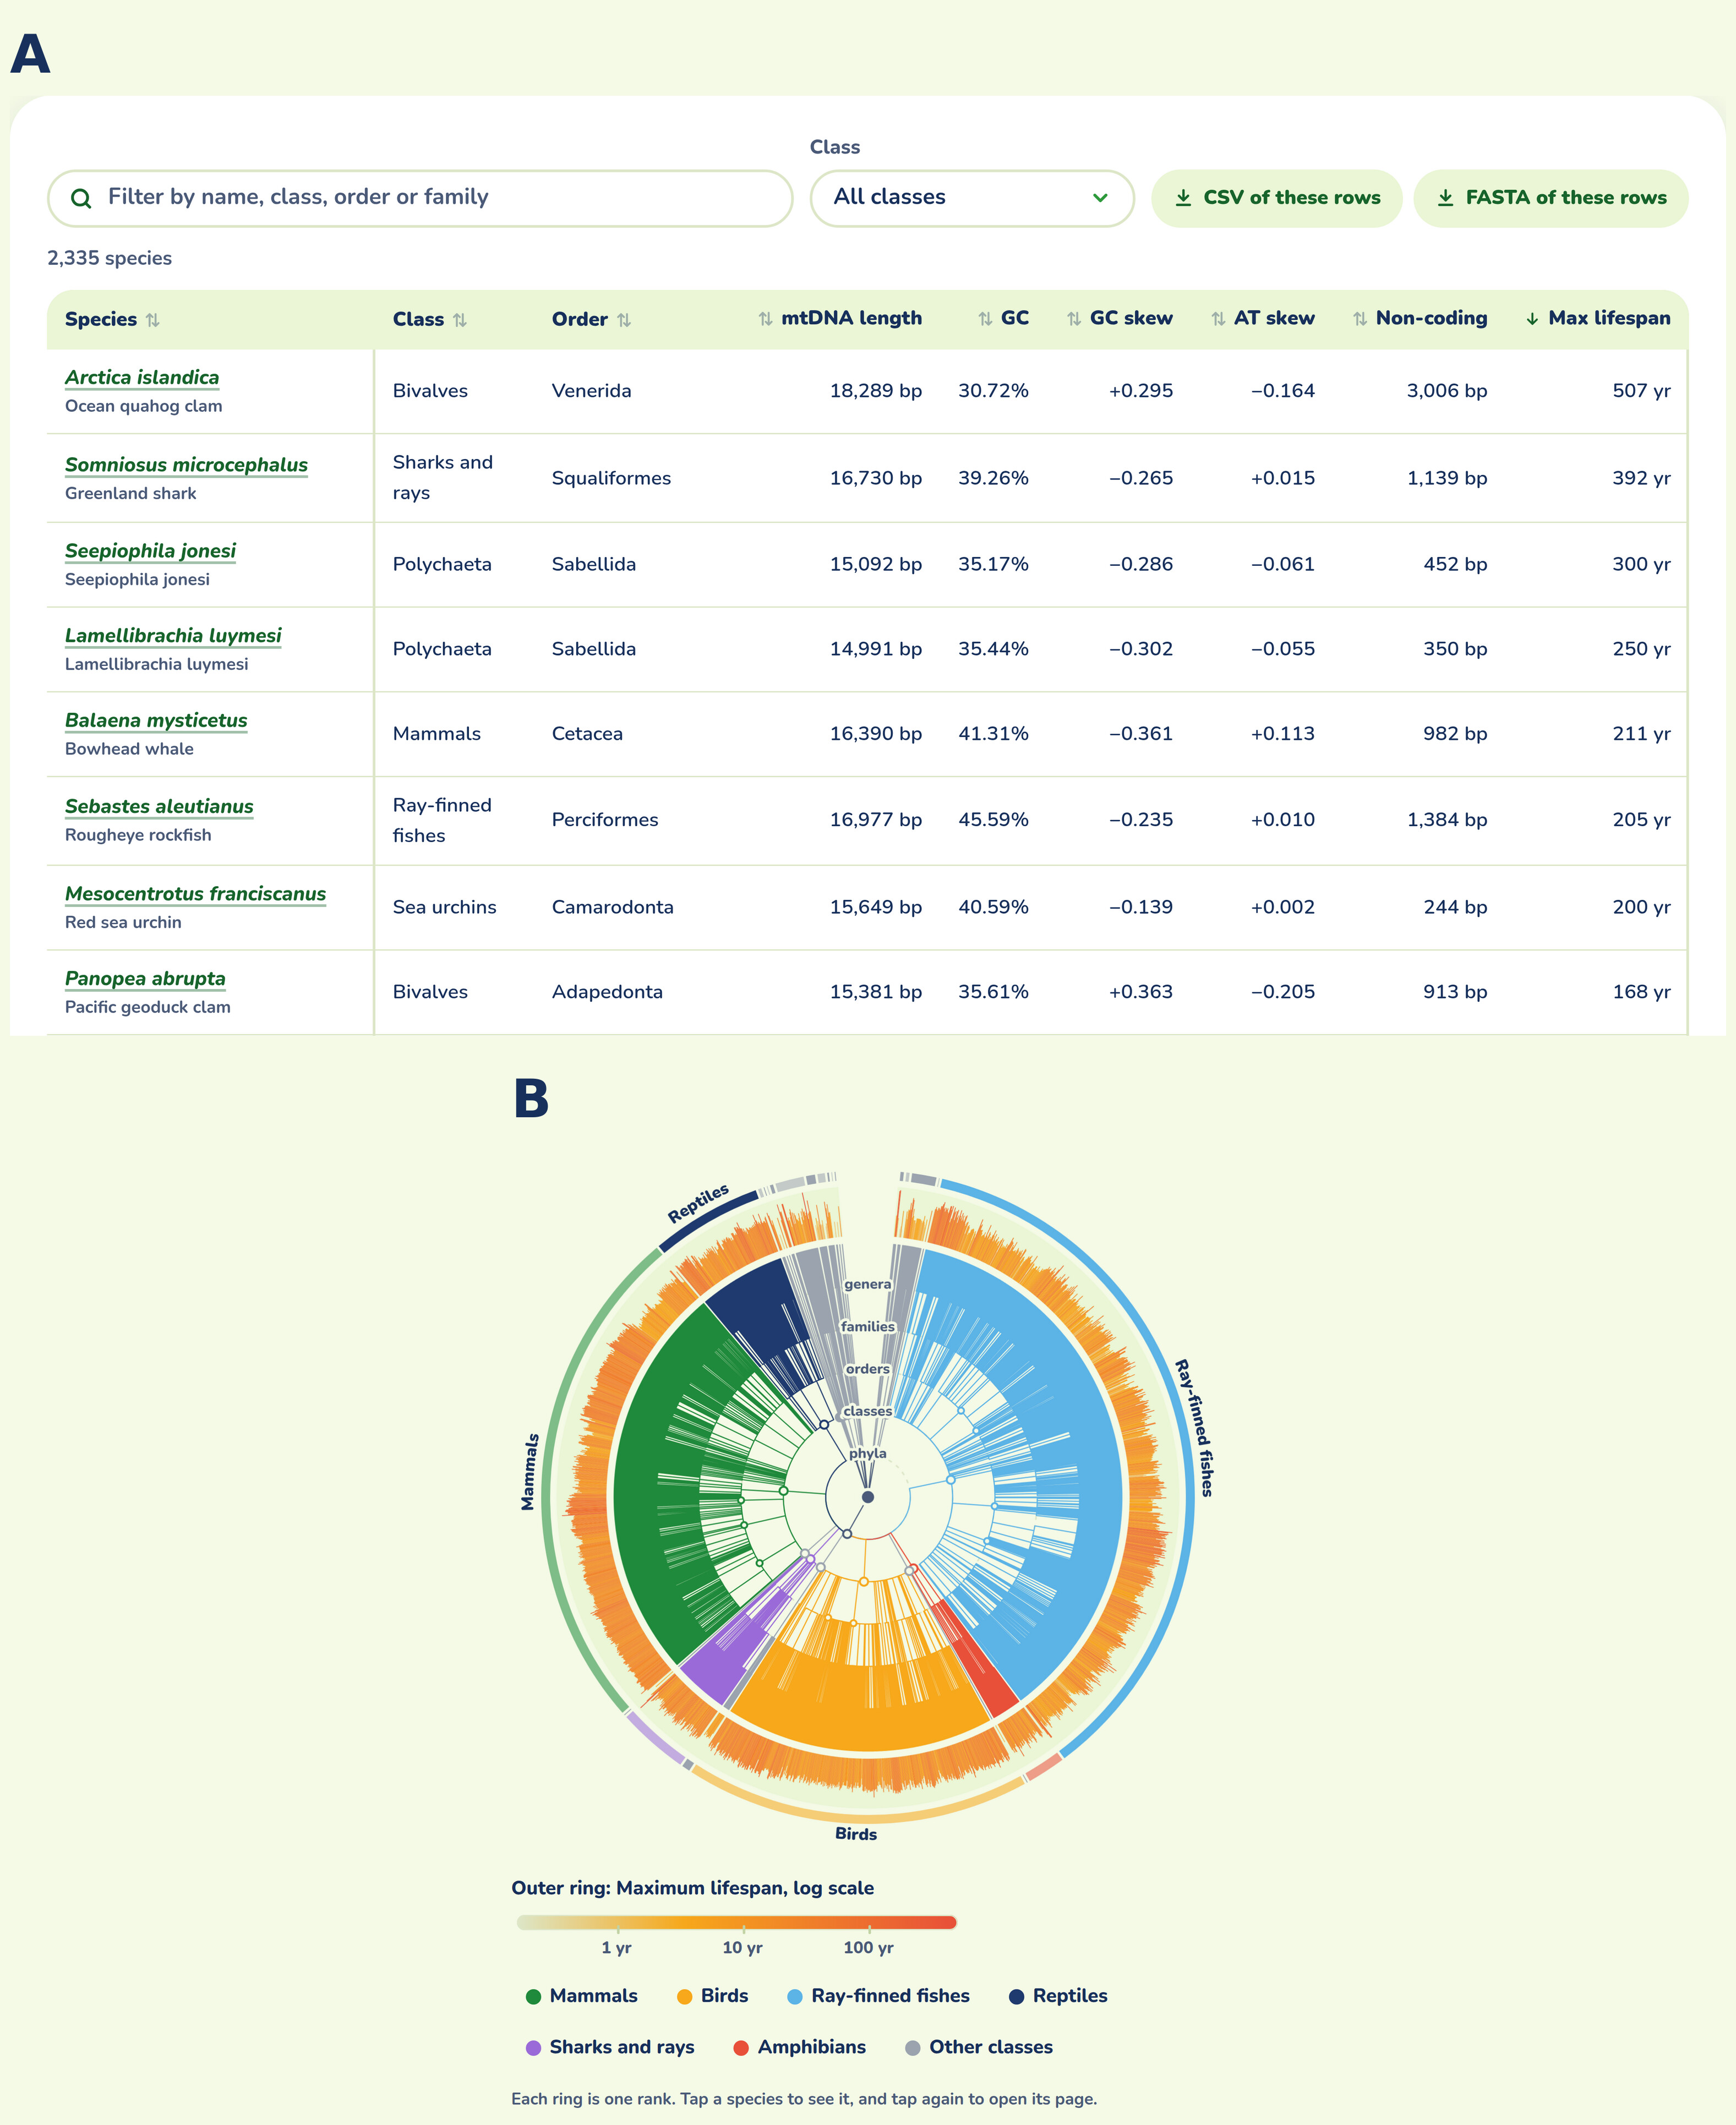 A
Class
Filter by name, class, order or family
All classes
CSV of these rows
FASTA of these rows
2,335 species
Species Class Order mtDNA length GC GC skew AT skew Non-coding Max lifespan
Arctica islandica
Ocean quahog clam
Bivalves Venerida 18,289 bp 30.72% +0.295 −0.164 3,006 bp 507 yr
Somniosus microcephalus
Greenland shark
Sharks and
rays
Squaliformes 16,730 bp 39.26% −0.265 +0.015 1,139 bp 392 yr
Seepiophila jonesi
Seepiophila jonesi
Polychaeta Sabellida 15,092 bp 35.17% −0.286 −0.061 452 bp 300 yr
Lamellibrachia luymesi
Lamellibrachia luymesi
Polychaeta Sabellida 14,991 bp 35.44% −0.302 −0.055 350 bp 250 yr
Balaena mysticetus
Bowhead whale
Mammals Cetacea 16,390 bp 41.31% −0.361 +0.113 982 bp 211 yr
Sebastes aleutianus
Rougheye rockfish
Ray-finned
fishes
Perciformes 16,977 bp 45.59% −0.235 +0.010 1,384 bp 205 yr
Mesocentrotus franciscanus
Red sea urchin
Sea urchins Camarodonta 15,649 bp 40.59% −0.139 +0.002 244 bp 200 yr
Panopea abrupta
Pacific geoduck clam
Bivalves Adapedonta 15,381 bp 35.61% +0.363 −0.205 913 bp 168 yr
B
Reptiles
genera
families
orders
classes
phyla
Ray-finned fishes
Mammals
Birds
Outer ring: Maximum lifespan, log scale
1 yr 10 yr 100 yr
Mammals Birds Ray-finned fishes Reptiles
Sharks and rays Amphibians Other classes
Each ring is one rank. Tap a species to see it, and tap again to open its page.